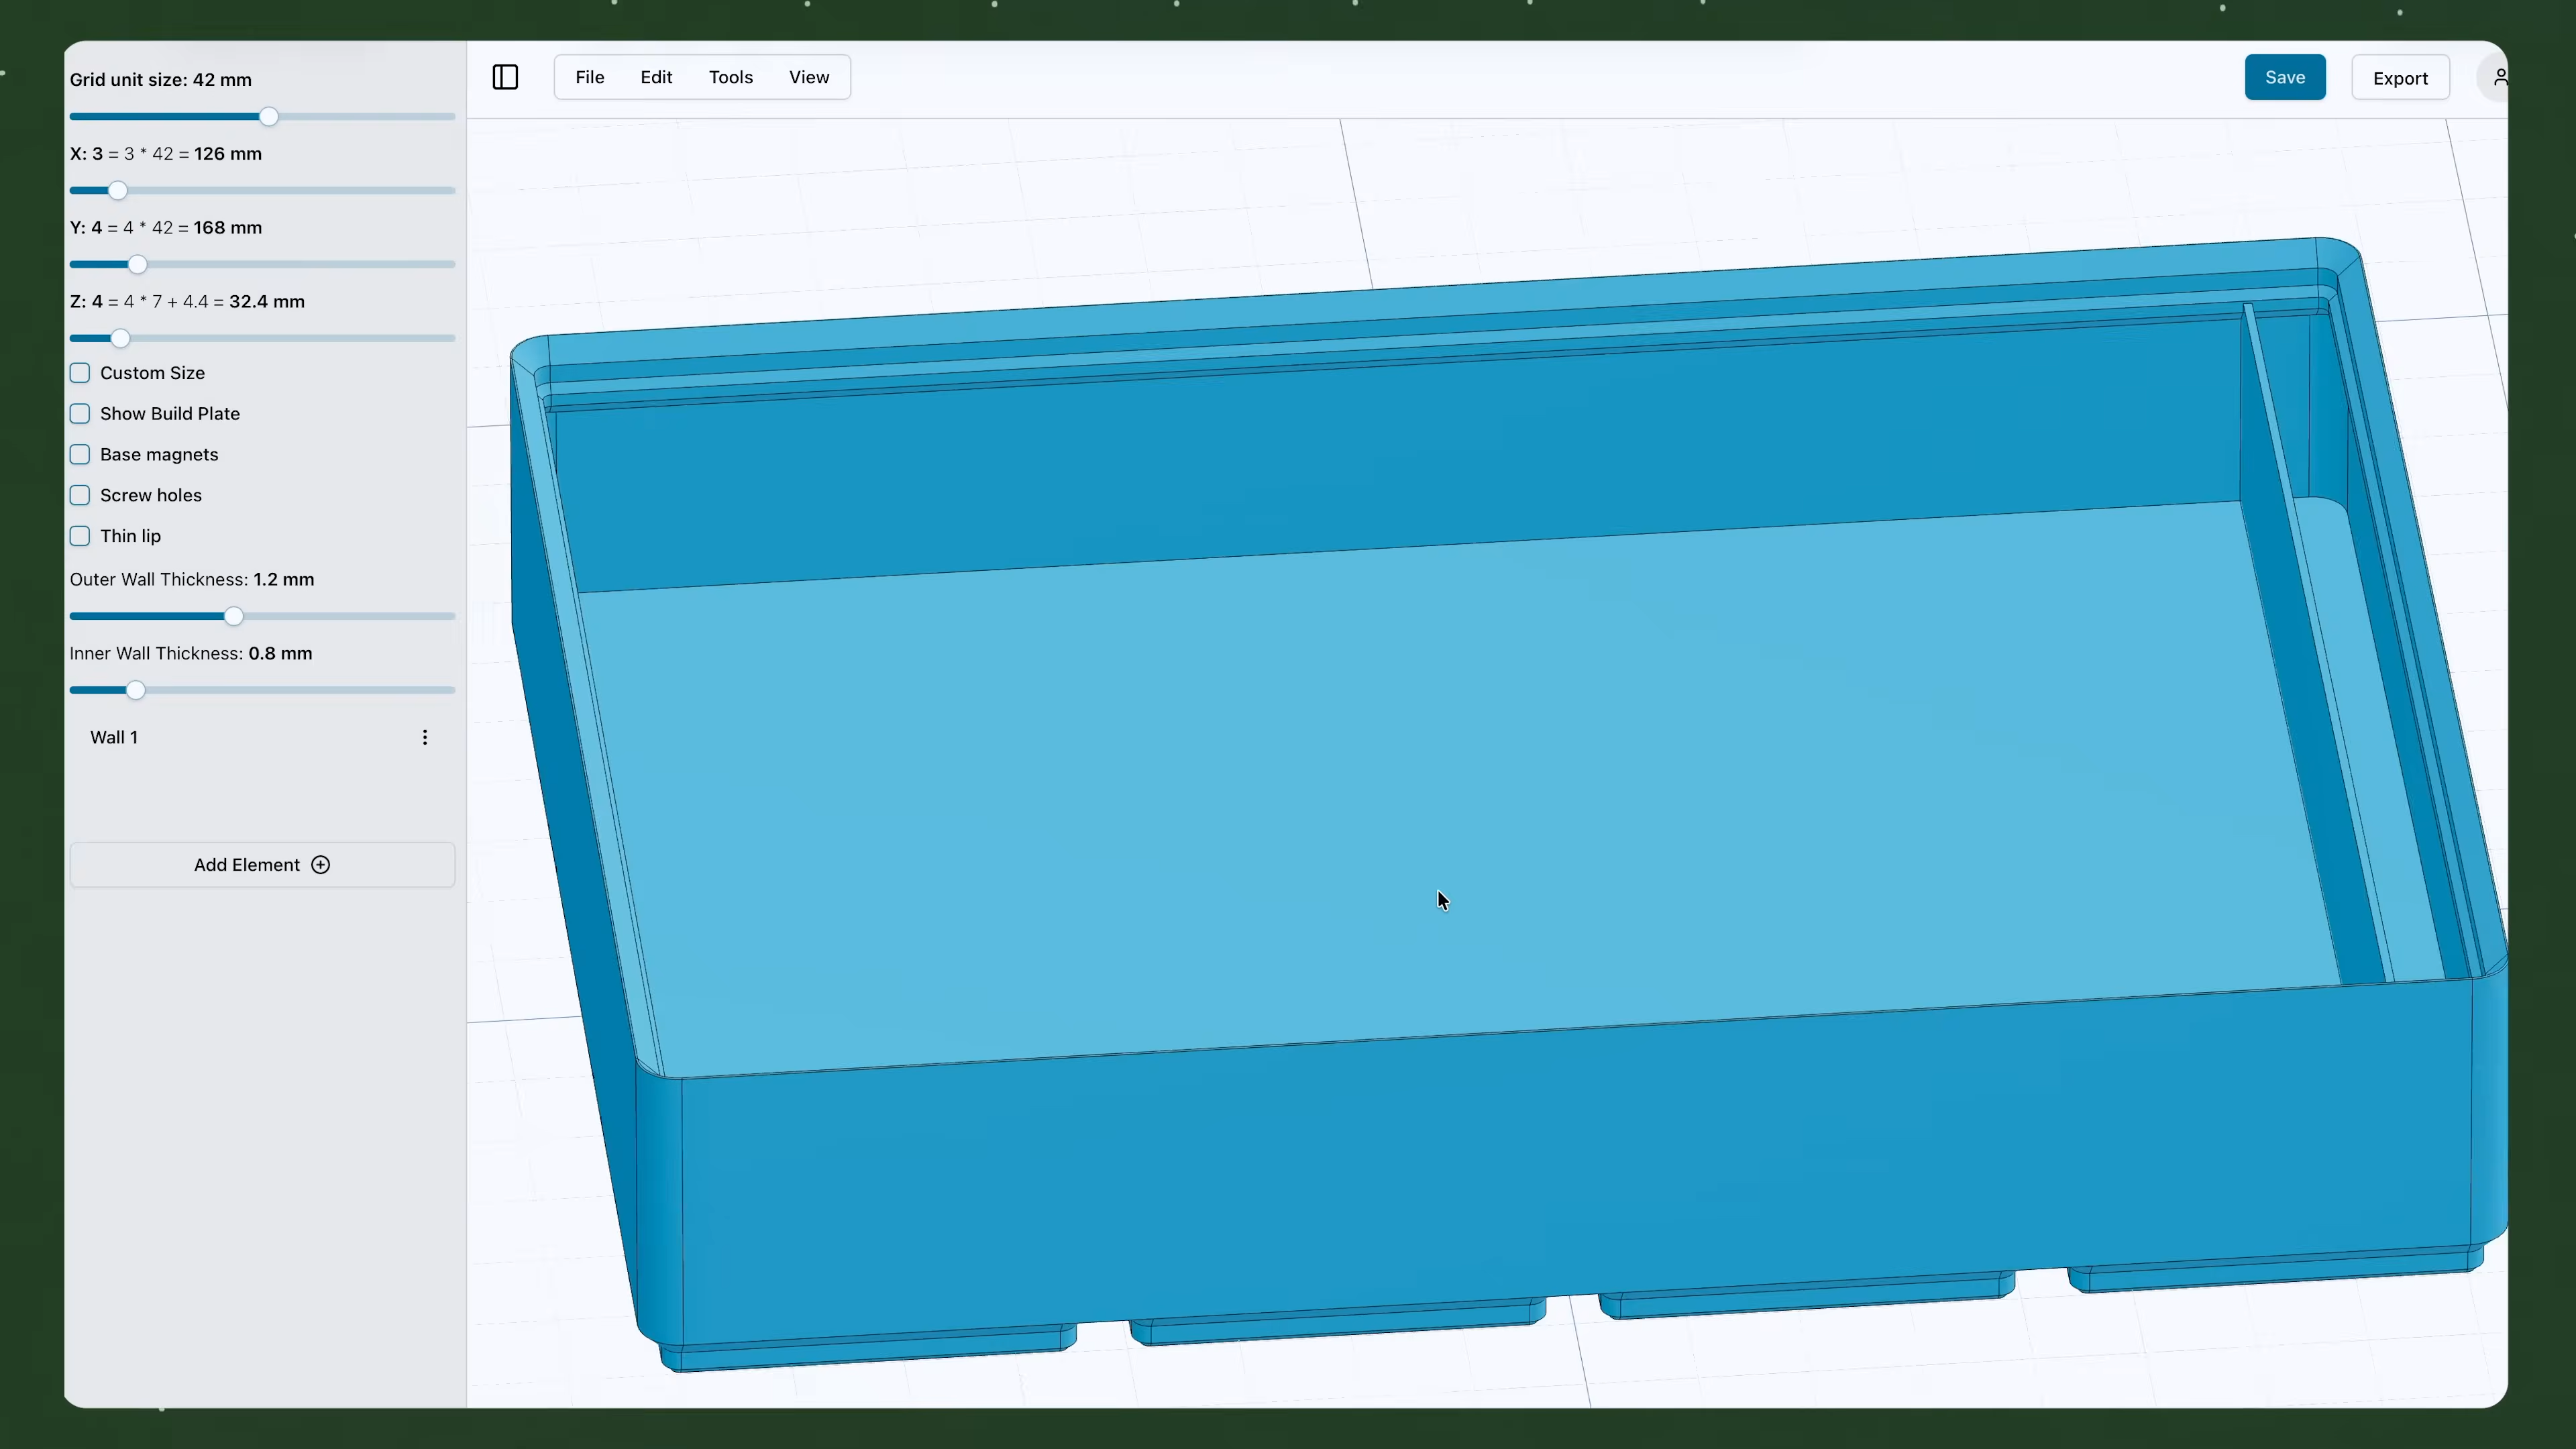 Grid unit size: 42 mm
X: 3 = 3 * 42 = 126 mm
Y: 4 = 4 * 42 = 168 mm
Z: 4 = 4 * 7 + 4.4 = 32.4 mm
Custom Size
Show Build Plate
Base magnets
Screw holes
Thin lip
Outer Wall Thickness: 1.2 mm
Inner Wall Thickness: 0.8 mm
Wall 1
Add Element
File Edit Tools View
Save Export